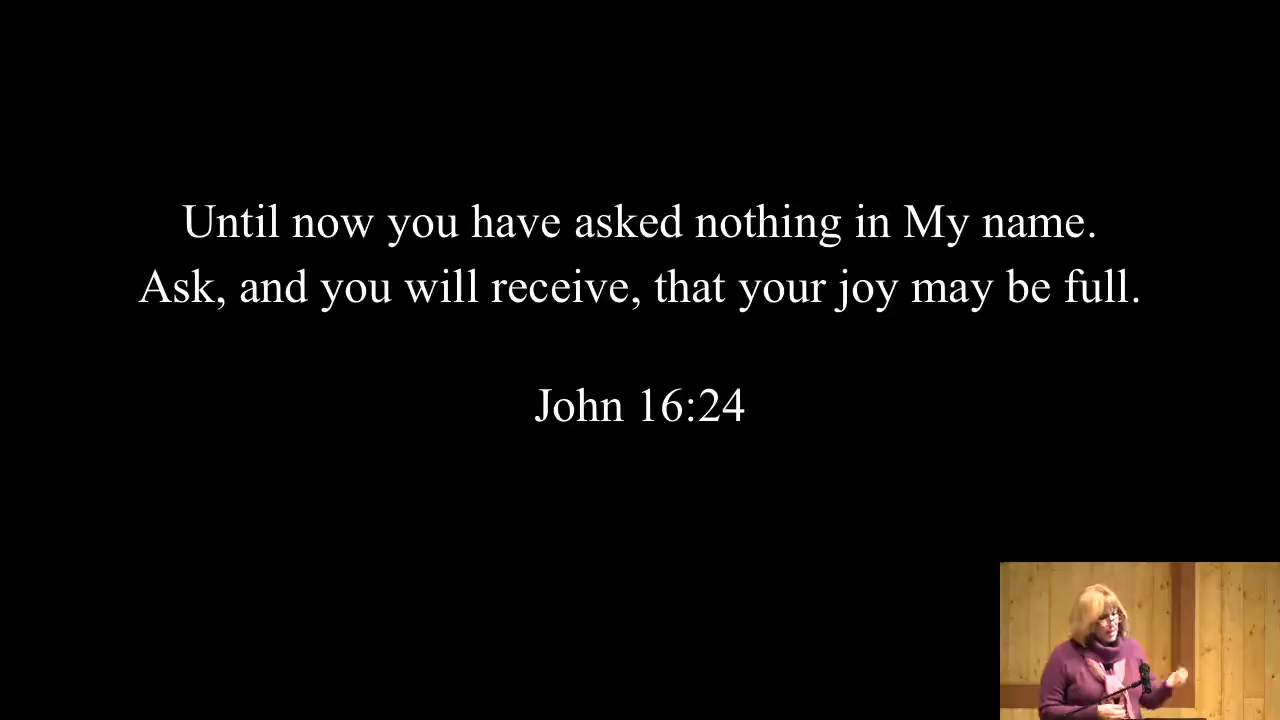 Until now you have asked nothing in My name.
Ask, and you will receive, that your joy may be full.
John 16:24